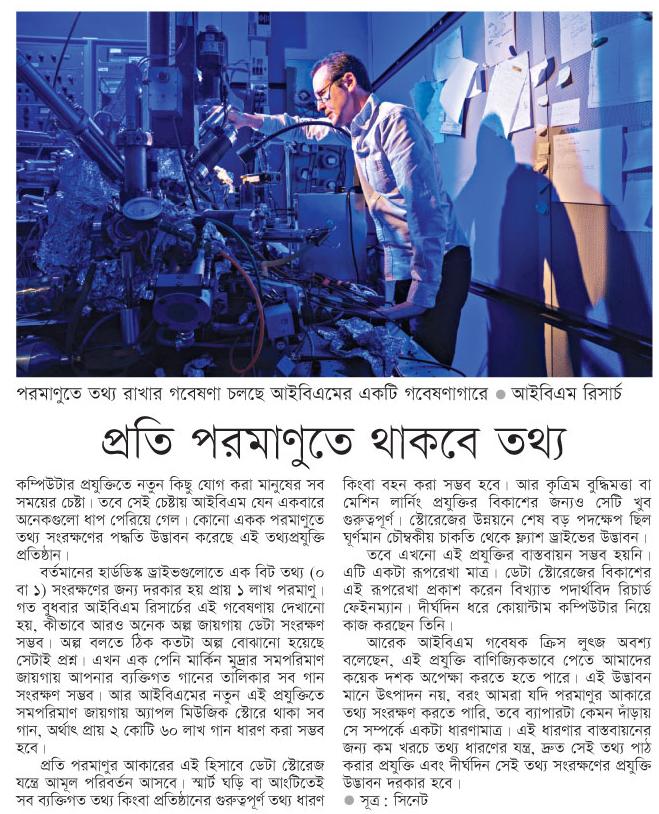 পরমাণুতে তথ্য রাখার গবেষণা চলছে আইবিএমের একটি গবেষণাগারে ● আইবিএম রিসার্চ
প্রতি পরমাণুতে থাকবে তথ্য
কম্পিউটার প্রযুক্তিতে নতুন কিছু যোগ করা মানুষের সব
সময়ের চেষ্টা। তবে সেই চেষ্টায় আইবিএম যেন একবারে
অনেকগুলো ধাপ পেরিয়ে গেল। কোনো একক পরমাণুতে
তথ্য সংরক্ষণের পদ্ধতি উদ্ভাবন করেছে এই তথ্যপ্রযুক্তি
প্রতিষ্ঠান।
বর্তমানের হার্ডডিস্ক ড্রাইভগুলোতে এক বিট তথ্য (০
বা ১) সংরক্ষণের জন্য দরকার হয় প্রায় ১ লাখ পরমাণু।
গত বুধবার আইবিএম রিসার্চের এই গবেষণায় দেখানো
হয়, কীভাবে আরও অনেক অল্প জায়গায় ডেটা সংরক্ষণ
সম্ভব। অল্প বলতে ঠিক কতটা অল্প বোঝানো হয়েছে
সেটাই প্রশ্ন। এখন এক পেনি মার্কিন মুদ্রার সমপরিমাণ
জায়গায় আপনার ব্যক্তিগত গানের তালিকার সব গান
সংরক্ষণ সম্ভব। আর আইবিএমের নতুন এই প্রযুক্তিতে
সমপরিমাণ জায়গায় অ্যাপল মিউজিক স্টোরে থাকা সব
গান, অর্থাৎ প্রায় ২ কোটি ৬০ লাখ গান ধারণ করা সম্ভব
হবে।
প্রতি পরমাণুর আকারের এই হিসাবে ডেটা স্টোরেজ
যন্ত্রে আমূল পরিবর্তন আসবে। স্মার্ট ঘড়ি বা আংটিতেই
সব ব্যক্তিগত তথ্য কিংবা প্রতিষ্ঠানের গুরুত্বপূর্ণ তথ্য ধারণ
কিংবা বহন করা সম্ভব হবে। আর কৃত্রিম বুদ্ধিমত্তা বা
মেশিন লার্নিং প্রযুক্তির বিকাশের জন্যও সেটি খুব
গুরুত্বপূর্ণ। স্টোরেজের উন্নয়নে শেষ বড় পদক্ষেপ ছিল
ঘূর্ণমান চৌম্বকীয় চাকতি থেকে ফ্ল্যাশ ড্রাইভের উদ্ভাবন।
তবে এখনো এই প্রযুক্তির বাস্তবায়ন সম্ভব হয়নি।
এটি একটা রূপরেখা মাত্র। ডেটা স্টোরেজের বিকাশের
এই রূপরেখা প্রকাশ করেন বিখ্যাত পদার্থবিদ রিচার্ড
ফেইনম্যান। দীর্ঘদিন ধরে কোয়ান্টাম কম্পিউটার নিয়ে
কাজ করছেন তিনি।
আরেক আইবিএম গবেষক ক্রিস লুৎজ অবশ্য
বলেছেন, এই প্রযুক্তি বাণিজ্যিকভাবে পেতে আমাদের
কয়েক দশক অপেক্ষা করতে হতে পারে। এই উদ্ভাবন
মানে উৎপাদন নয়, বরং আমরা যদি পরমাণুর আকারে
তথ্য সংরক্ষণ করতে পারি, তবে ব্যাপারটা কেমন দাঁড়ায়
সে সম্পর্কে একটা ধারণামাত্র। এই ধারণার বাস্তবায়নের
জন্য কম খরচে তথ্য ধারণের যন্ত্র, দ্রুত সেই তথ্য পাঠ
করার প্রযুক্তি এবং দীর্ঘদিন সেই তথ্য সংরক্ষণের প্রযুক্তি
উদ্ভাবন দরকার হবে।
● সূত্র : সিনেট